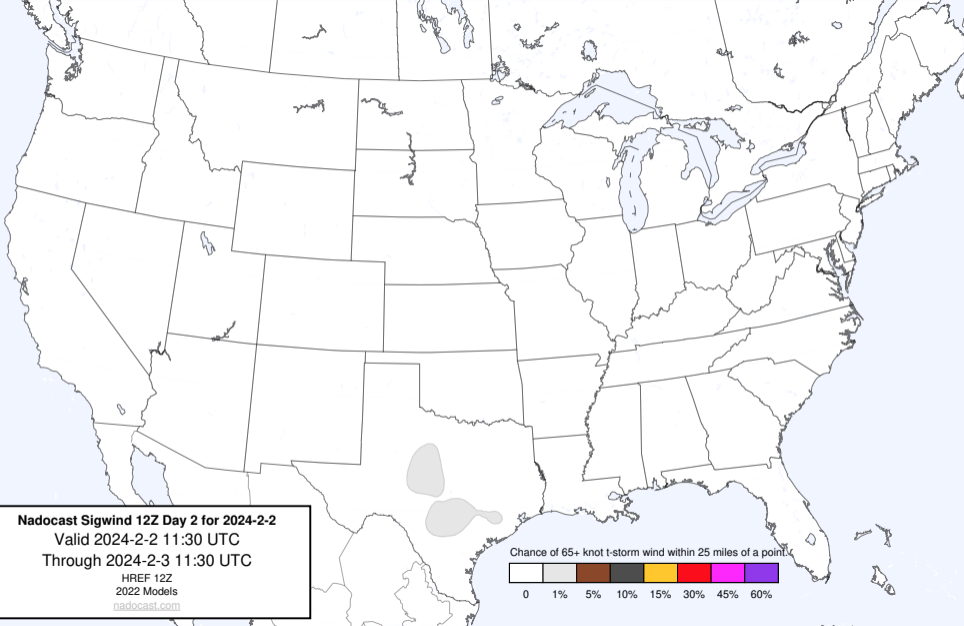 Nadocast Sigwind 12Z Day 2 for 2024-2-2
Valid 2024-2-2 11:30 UTC
Through 2024-2-3 11:30 UTC
HREF 12Z
2022 Models
nadocast.com
Chance of 65+ knot t-storm wind within 25 miles of a point.
0 1% 5% 10% 15% 30% 45% 60%